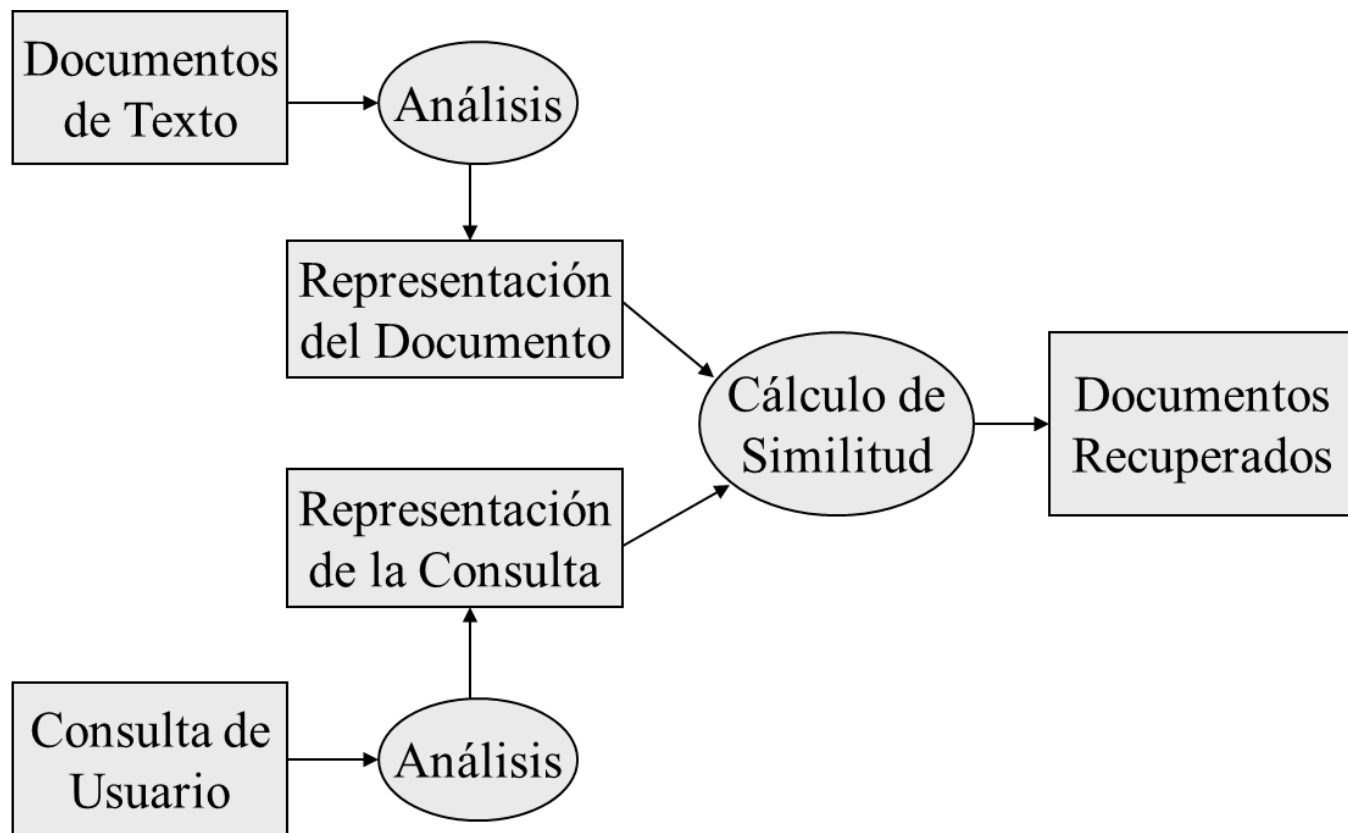 Documentos
de Texto
Análisis
Representación
del Documento
Cálculo de
Similitud
Documentos
Recuperados
Representación
de la Consulta
Consulta de
Usuario
Análisis